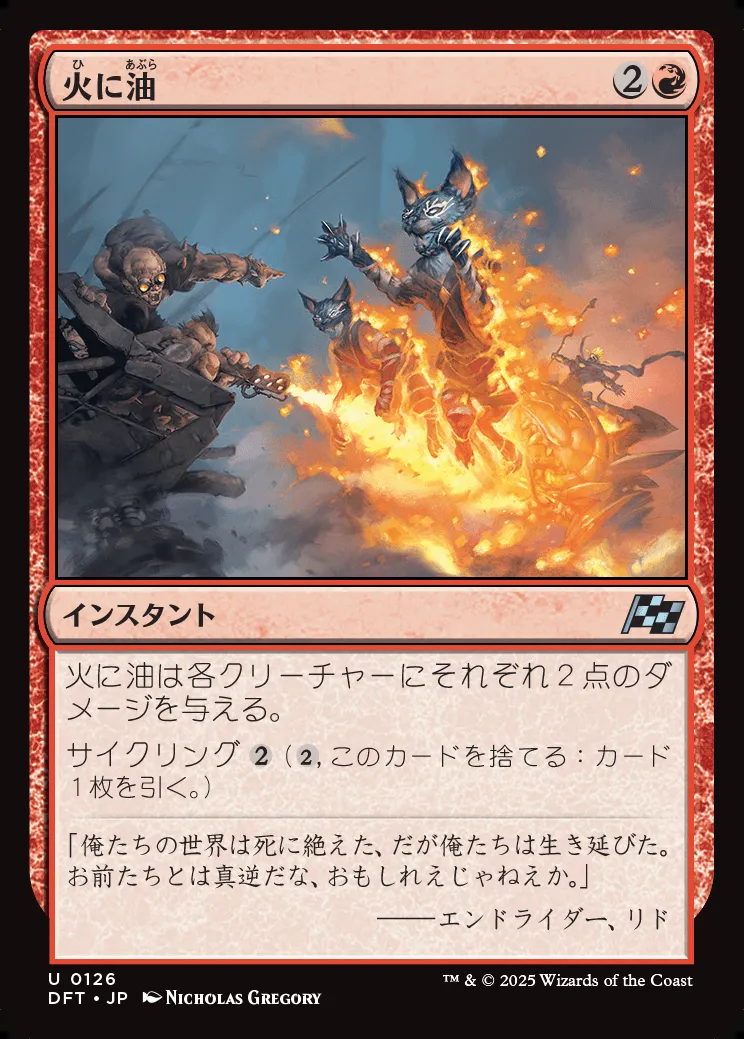 火に油
ひ あぶら
2
インスタント
火に油は各クリーチャーにそれぞれ2点のダ
メージを与える。
サイクリング 2（2, このカードを捨てる：カード
1枚を引く。）
「俺たちの世界は死に絶えた、だが俺たちは生き延びた。
お前たちとは真逆だな、おもしれえじゃねえか。」
――エンドライダー、リド
U 0126
DFT • JP NICHOLAS GREGORY
™ & © 2025 Wizards of the Coast